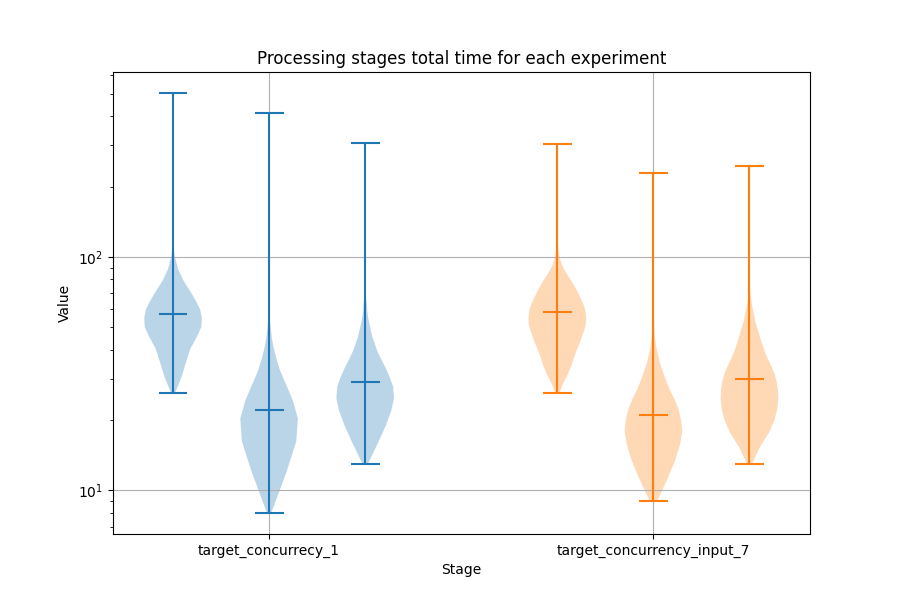 Processing stages total time for each experiment
Value
10²
10¹
target_concurrecy_1
target_concurrency_input_7
Stage